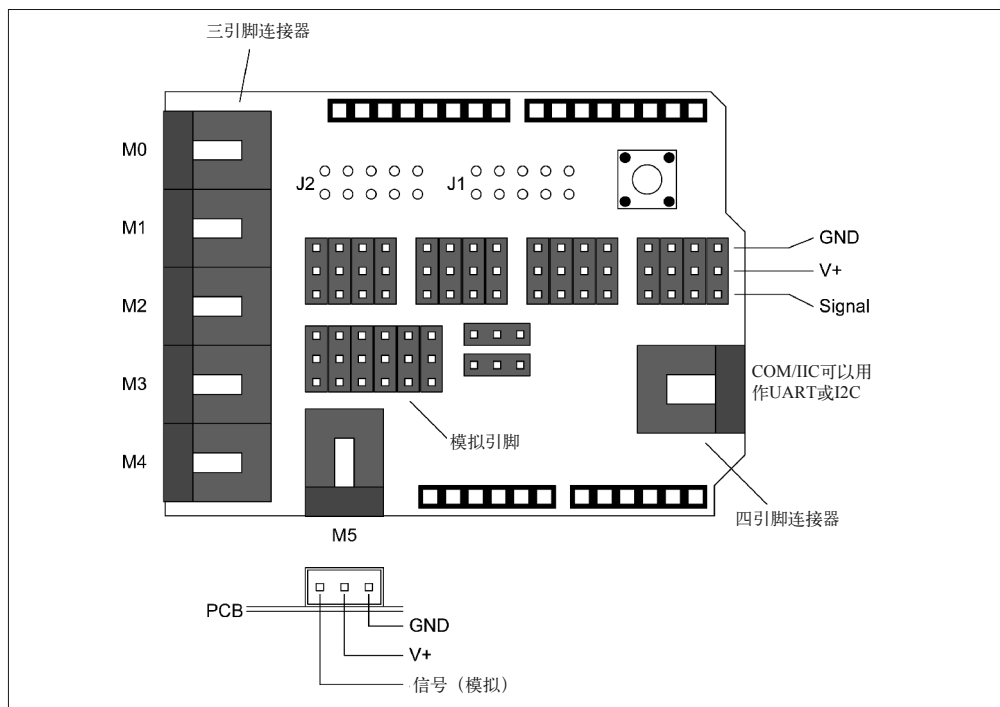 三引脚连接器
M0
J2
J1
M1
GND
V+
M2
Signal
M3
COM/IIC可以用
作UART或I2C
模拟引脚
M4
四引脚连接器
M5
PCB
GND
V+
信号（模拟）